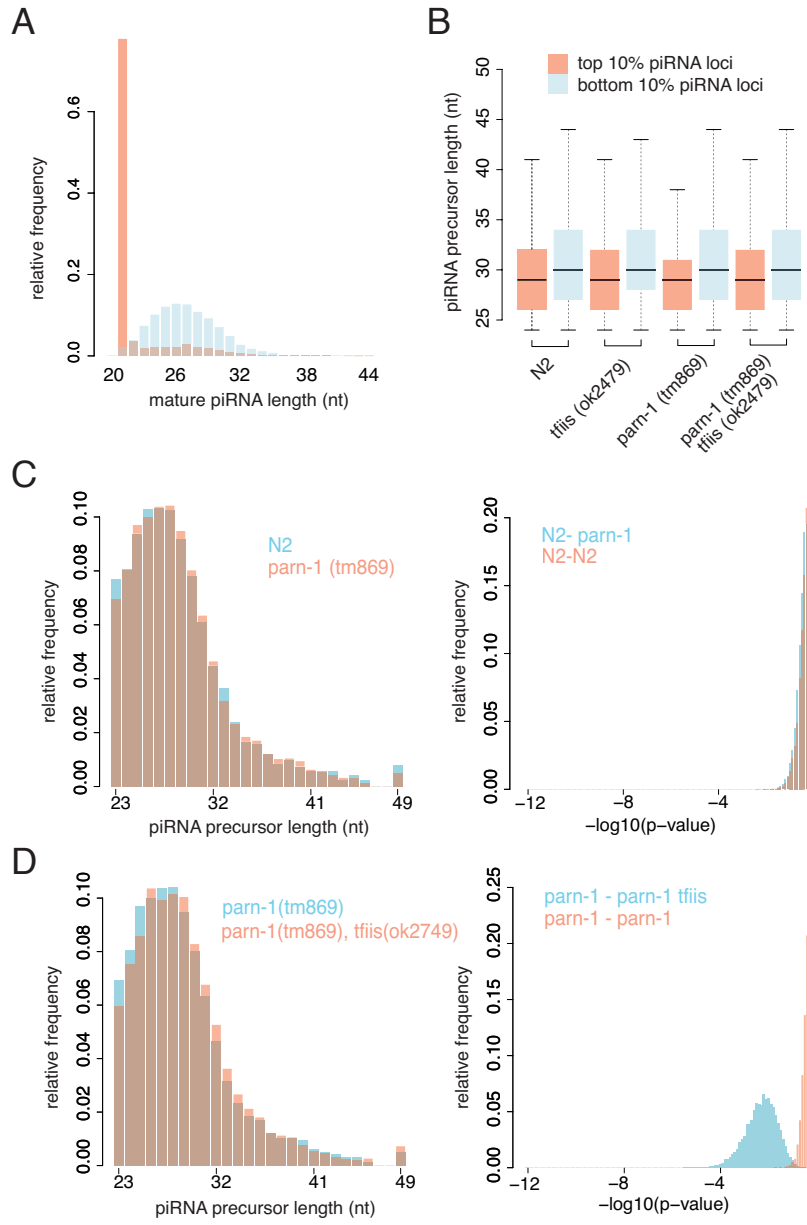 A
relative frequency
0.0
0.2
0.4
0.6
20
26
32
38
44
mature piRNA length (nt)
B
top 10% piRNA loci
bottom 10% piRNA loci
piRNA precursor length (nt)
50
45
40
35
30
25
N2
tfiis (ok2479)
parn-1 (tm869)
parn-1 (tm869)
tfiis (ok2479)
C
relative frequency
0.10
0.08
0.06
0.04
0.02
0.00
N2
parn-1 (tm869)
23
32
41
49
piRNA precursor length (nt)
relative frequency
0.20
0.15
0.10
0.05
0.00
N2- parn-1
N2-N2
−12
−8
−4
−log10(p-value)
D
relative frequency
0.10
0.08
0.06
0.04
0.02
0.00
parn-1(tm869)
parn-1(tm869), tfiis(ok2749)
23
32
41
49
piRNA precursor length (nt)
relative frequency
0.25
0.20
0.15
0.10
0.05
0.00
parn-1 - parn-1 tfiis
parn-1 - parn-1
−12
−8
−4
−log10(p-value)